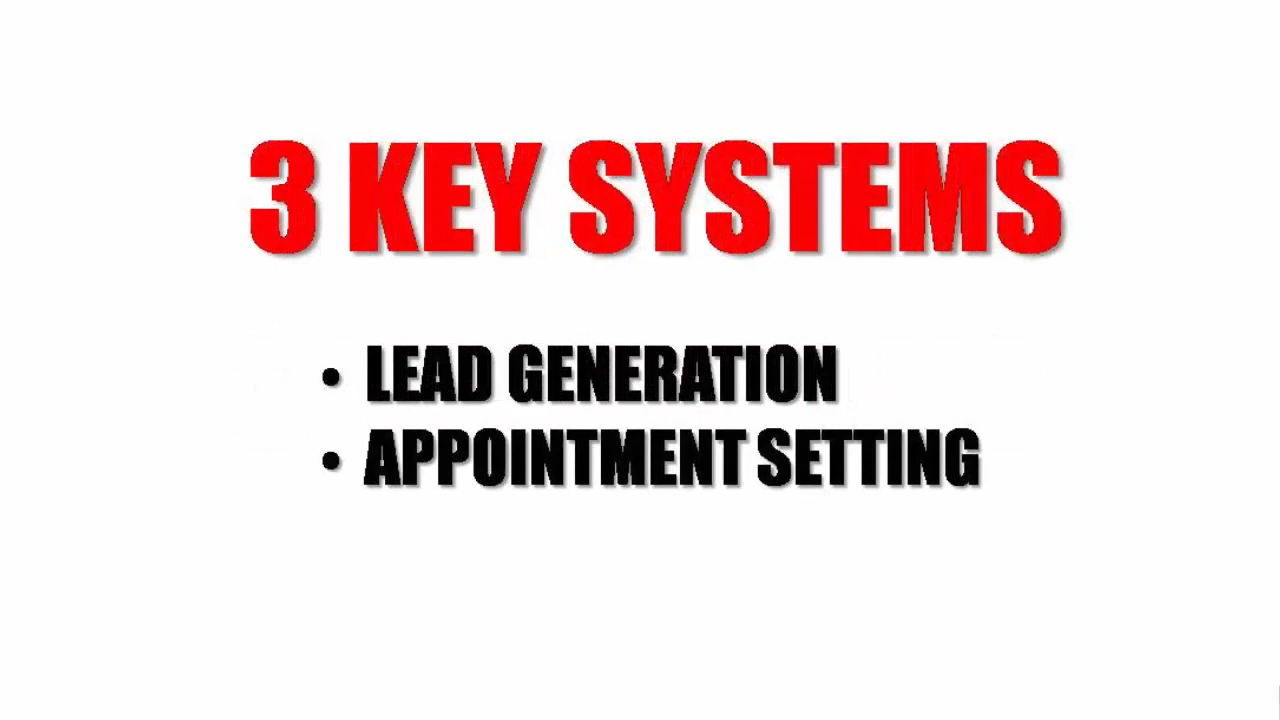 3 KEY SYSTEMS
• LEAD GENERATION
• APPOINTMENT SETTING